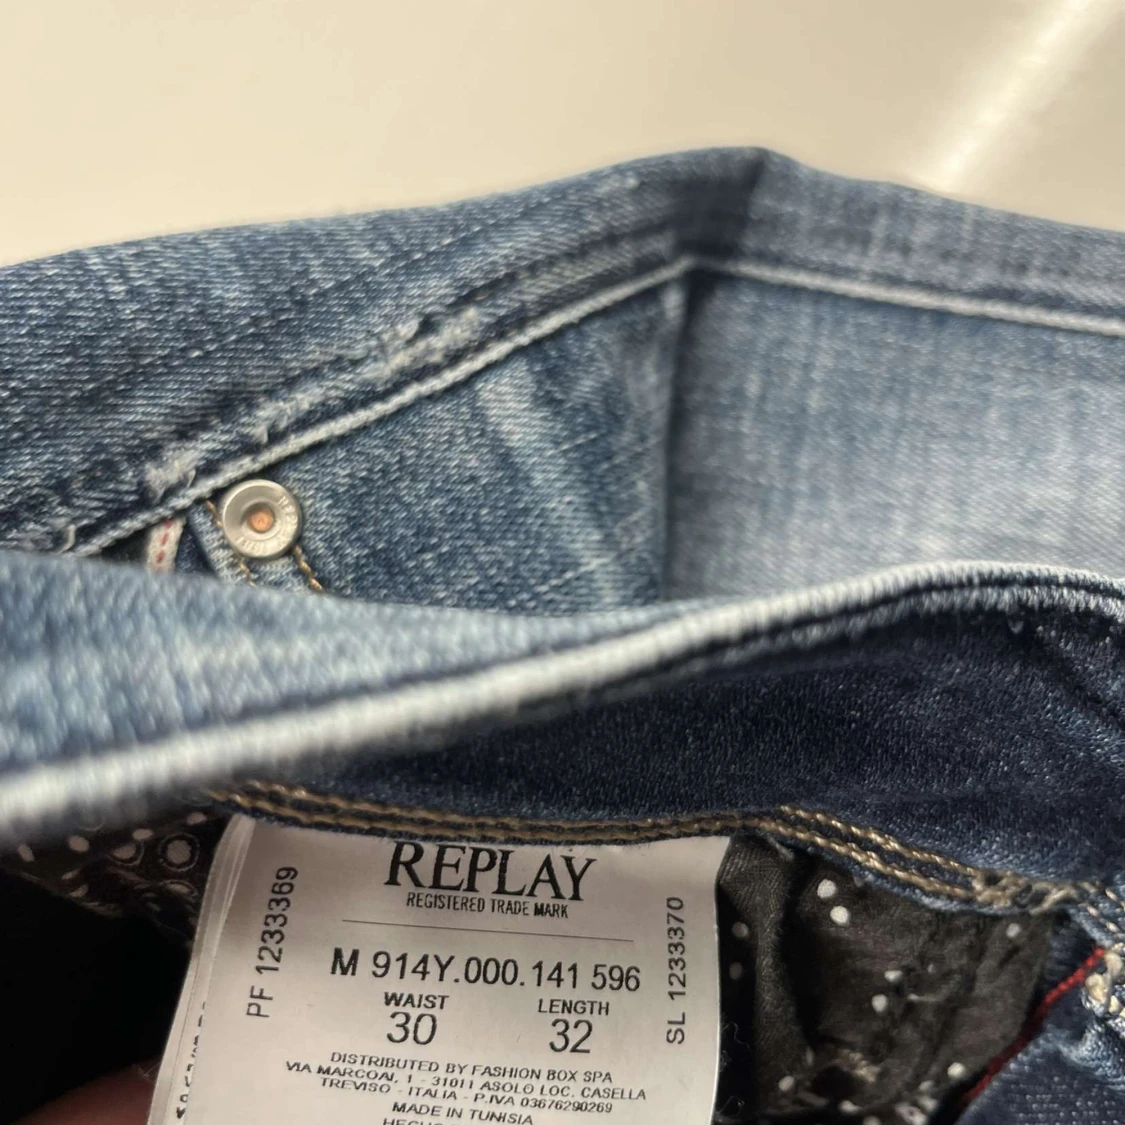 REPLAY
REGISTERED TRADE MARK
PF 1233369
SL 1233370
M 914Y.000.141 596
WAIST LENGTH
30 32
DISTRIBUTED BY FASHION BOX SPA
VIA MARCOAI, 1 - 31011 ASOLO LOC. CASELLA
TREVISO - ITALIA - P.IVA 03676290269
MADE IN TUNISIA